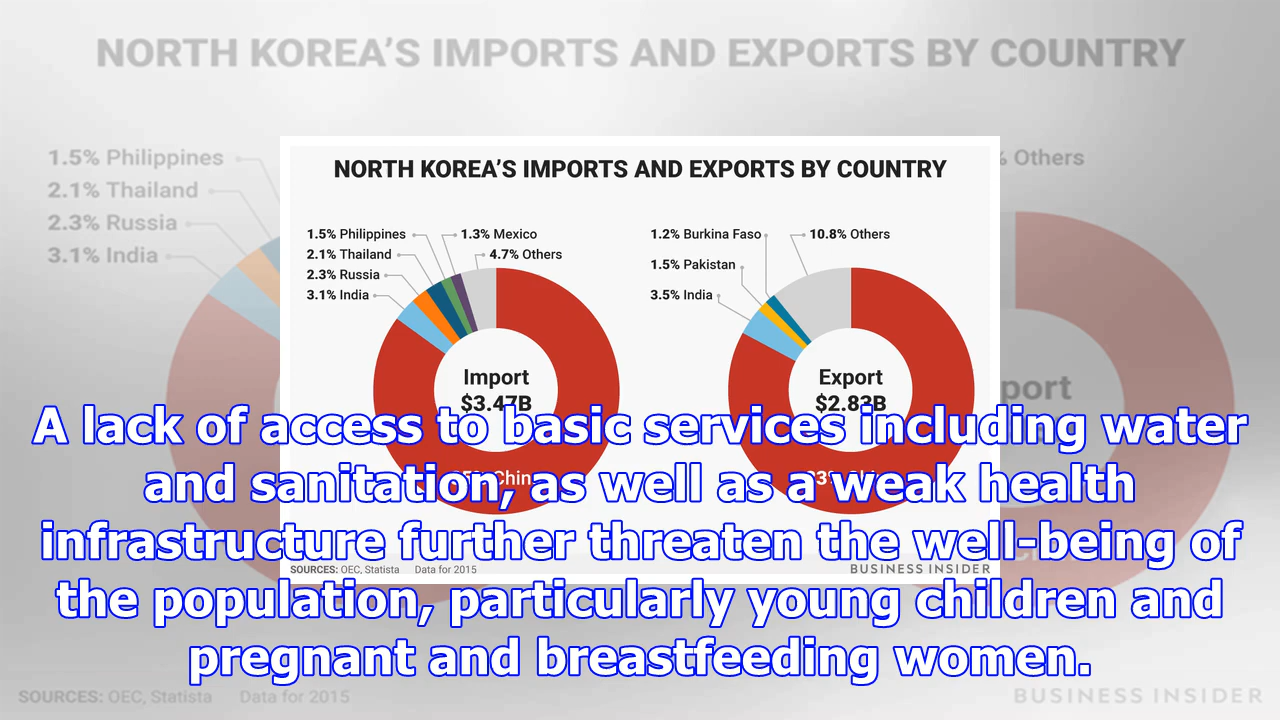 NORTH KOREA'S IMPORTS AND EXPORTS BY COUNTRY
1.5% Philippines
2.1% Thailand
2.3% Russia
3.1% India
% Others
NORTH KOREA'S IMPORTS AND EXPORTS BY COUNTRY
1.5% Philippines
1.3% Mexico
2.1% Thailand
4.7% Others
2.3% Russia
3.1% India
Import
$3.47B
1.2% Burkina Faso
10.8% Others
1.5% Pakistan
3.5% India
Export
$2.83B
port
A lack of access to basic services including water
and sanitation, as well as a weak health
infrastructure further threaten the well-being of
the population, particularly young children and
pregnant and breastfeeding women.
SOURCES: OEC, Statista Data for 2015
BUSINESS INSIDER
SOURCES: OEC, Statista Data for 2015
BUSINESS INSIDER